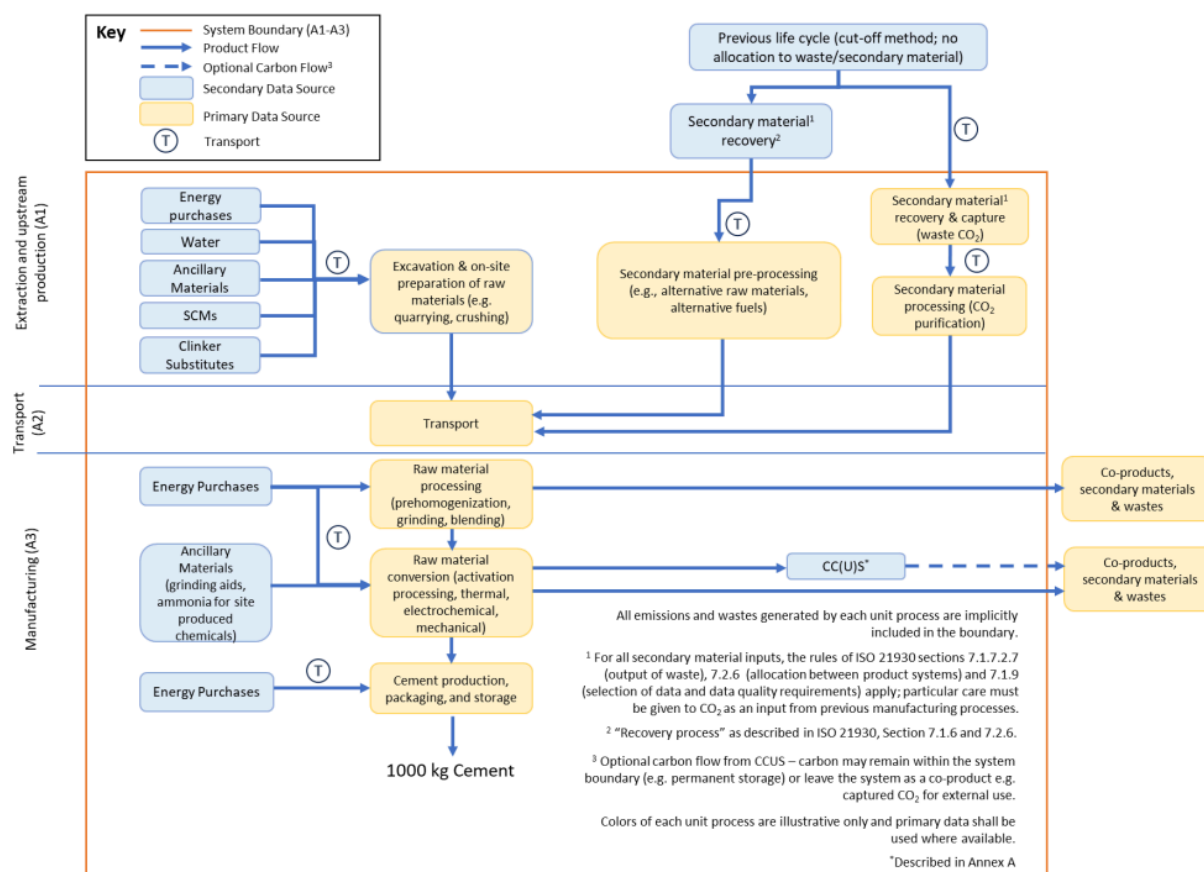 Key
System Boundary (A1-A3)
Product Flow
Optional Carbon Flow³
Secondary Data Source
Primary Data Source
T
Transport
Previous life cycle (cut-off method; no
allocation to waste/secondary material)
Secondary material¹
recovery²
T
Extraction and upstream
production (A1)
Energy
purchases
Water
Ancillary
Materials
SCMs
Clinker
Substitutes
T
Excavation & on-site
preparation of raw
materials (e.g.
quarrying, crushing)
T
Secondary material pre-processing
(e.g., alternative raw materials,
alternative fuels)
Secondary material¹
recovery & capture
(waste CO₂)
T
Secondary material
processing (CO₂
purification)
Transport
(A2)
Transport
Manufacturing (A3)
Energy Purchases
Raw material
processing
(prehomogenization,
grinding, blending)
Co-products,
secondary materials
& wastes
T
Ancillary
Materials
(grinding aids,
ammonia for site
produced
chemicals)
Raw material
conversion (activation
processing, thermal,
electrochemical,
mechanical)
CC(U)S*
Co-products,
secondary materials
& wastes
Energy Purchases
T
Cement production,
packaging, and storage
1000 kg Cement
All emissions and wastes generated by each unit process are implicitly
included in the boundary.
¹ For all secondary material inputs, the rules of ISO 21930 sections 7.1.7.2.7
(output of waste), 7.2.6 (allocation between product systems) and 7.1.9
(selection of data and data quality requirements) apply; particular care must
be given to CO₂ as an input from previous manufacturing processes.
² “Recovery process” as described in ISO 21930, Section 7.1.6 and 7.2.6.
³ Optional carbon flow from CCUS – carbon may remain within the system
boundary (e.g. permanent storage) or leave the system as a co-product e.g.
captured CO₂ for external use.
Colors of each unit process are illustrative only and primary data shall be
used where available.
*Described in Annex A